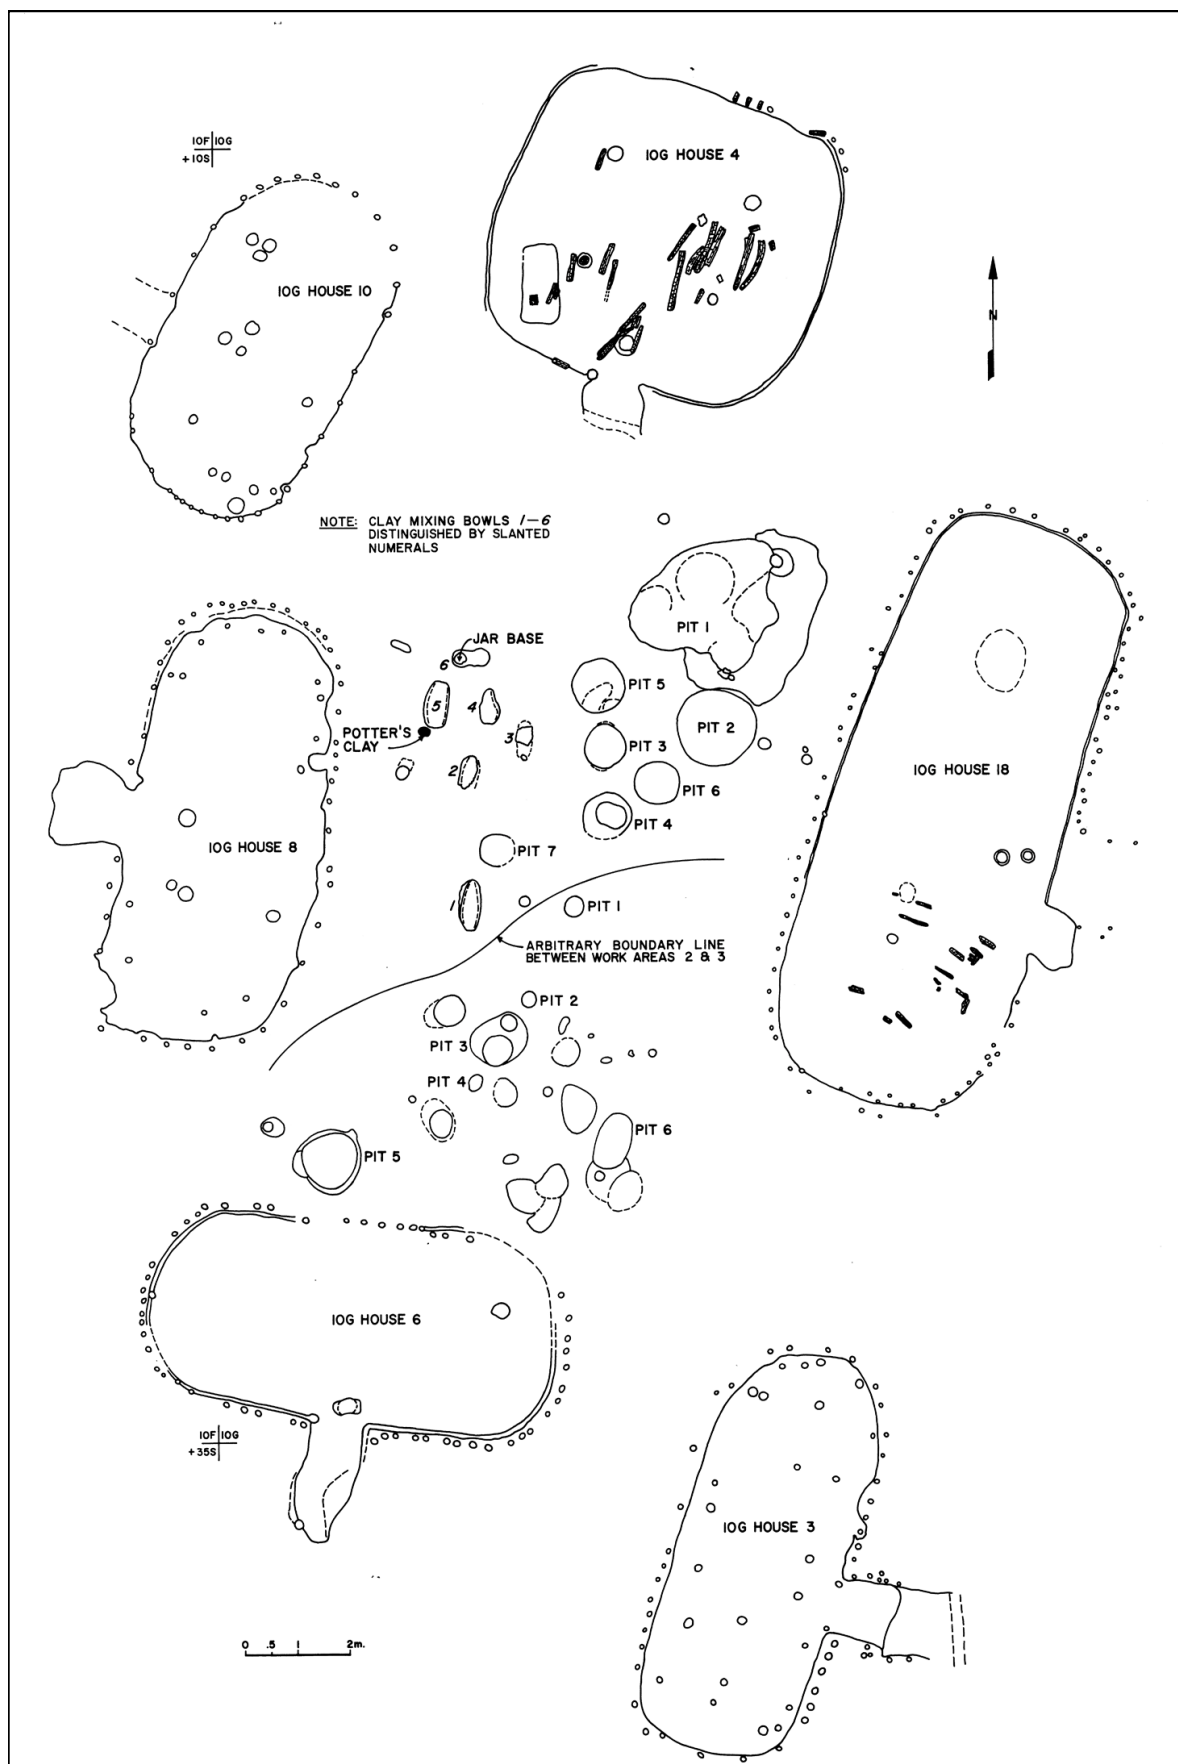 10F 10G
+10S
10G HOUSE 4
10G HOUSE 10
N
NOTE: CLAY MIXING BOWLS 1-6
DISTINGUISHED BY SLANTED
NUMERALS
PIT 1
JAR BASE
6
PIT 5
5
4
PIT 2
POTTER'S
CLAY
3
PIT 3
2
PIT 6
10G HOUSE 18
PIT 4
10G HOUSE 8
PIT 7
1
PIT 1
ARBITRARY BOUNDARY LINE
BETWEEN WORK AREAS 2 & 3
PIT 2
PIT 3
PIT 4
PIT 6
PIT 5
10G HOUSE 6
10F 10G
+35S
10G HOUSE 3
0 .5 1 2m.